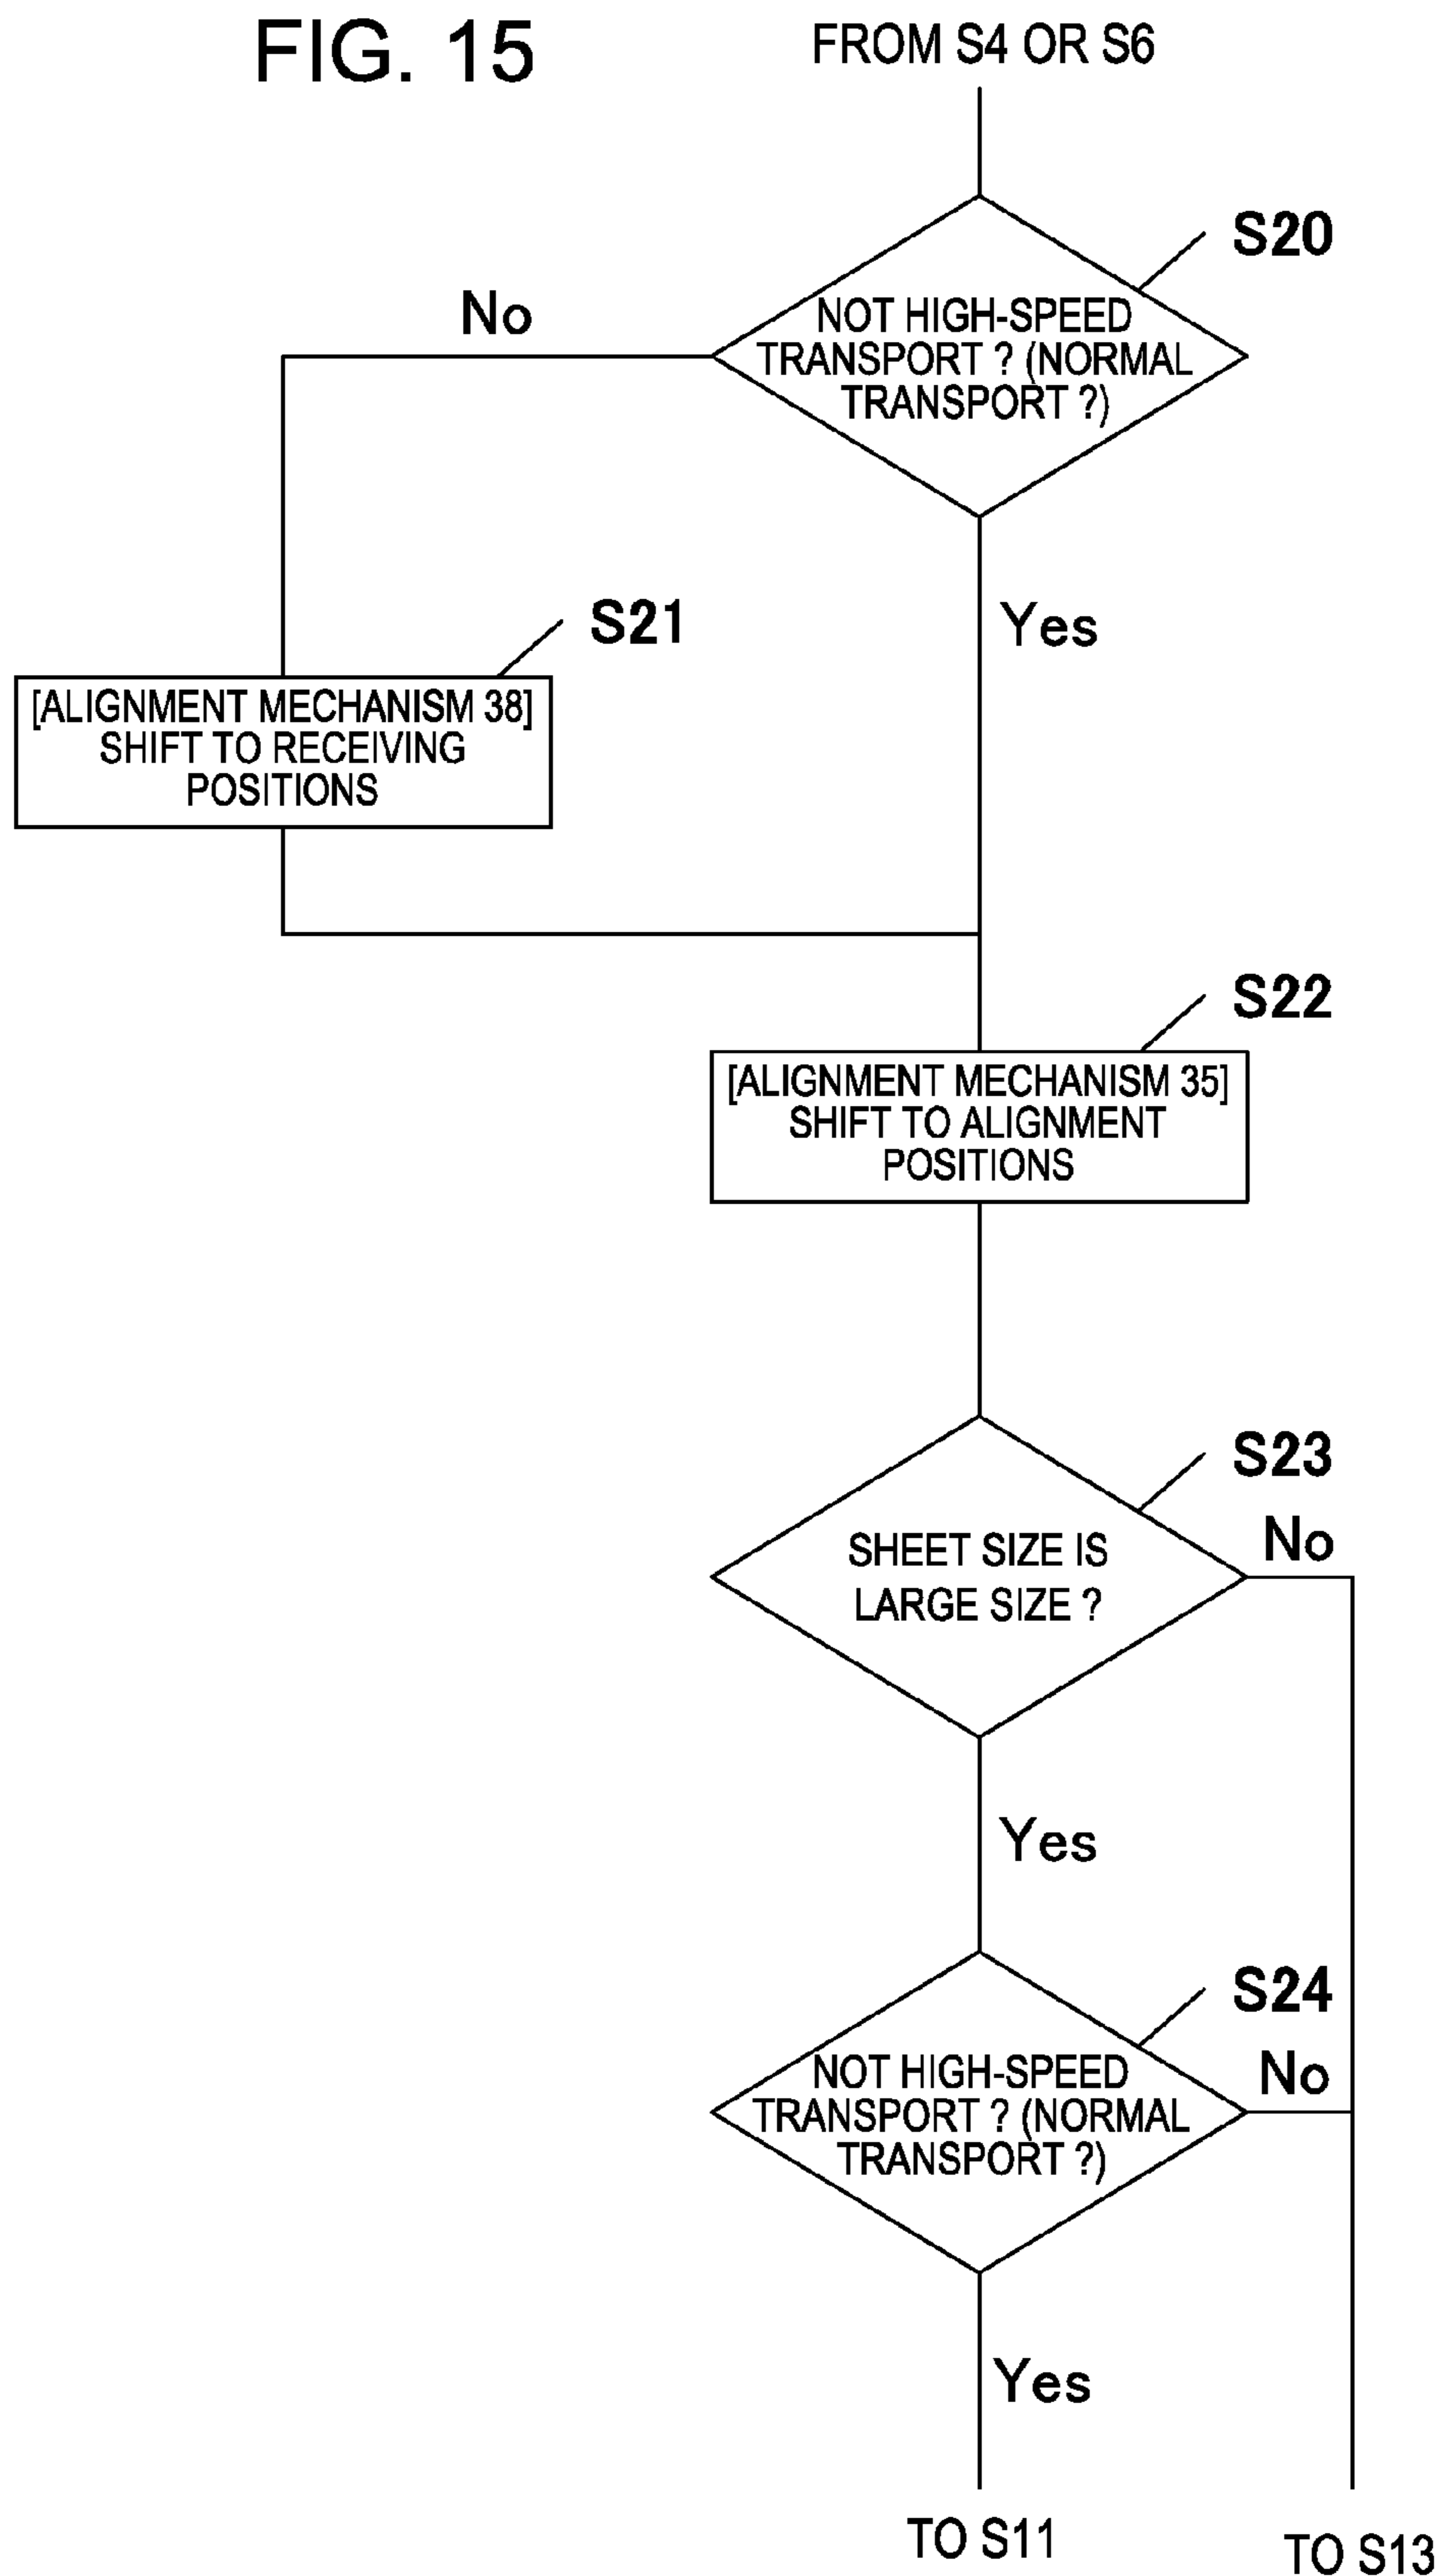 FIG. 15
FROM S4 OR S6
S20
NOT HIGH-SPEED
TRANSPORT ? (NORMAL
TRANSPORT ?)
No
Yes
S21
[ALIGNMENT MECHANISM 38]
SHIFT TO RECEIVING
POSITIONS
S22
[ALIGNMENT MECHANISM 35]
SHIFT TO ALIGNMENT
POSITIONS
S23
SHEET SIZE IS
LARGE SIZE ?
No
Yes
S24
NOT HIGH-SPEED
TRANSPORT ? (NORMAL
TRANSPORT ?)
No
Yes
TO S11
TO S13